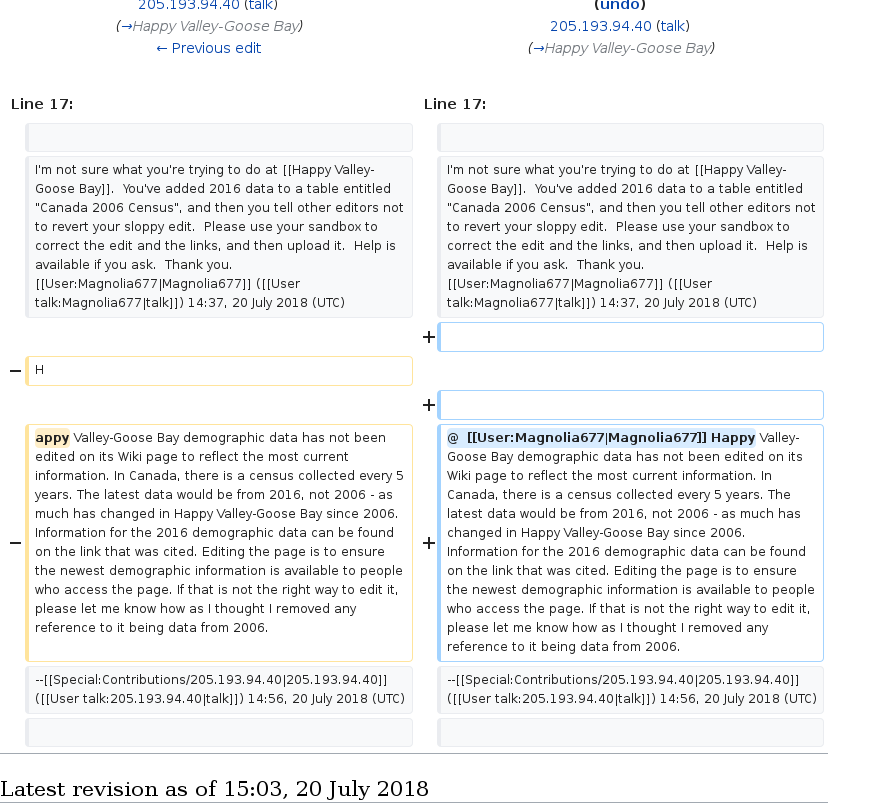 205.193.94.40 (talk)
(→Happy Valley-Goose Bay)
← Previous edit
(undo)
205.193.94.40 (talk)
(→Happy Valley-Goose Bay)
Line 17:
Line 17:
I'm not sure what you're trying to do at [[Happy Valley-
Goose Bay]].  You've added 2016 data to a table entitled
"Canada 2006 Census", and then you tell other editors not
to revert your sloppy edit.  Please use your sandbox to
correct the edit and the links, and then upload it.  Help is
available if you ask.  Thank you.
[[User:Magnolia677|Magnolia677]] ([[User
talk:Magnolia677|talk]]) 14:37, 20 July 2018 (UTC)
I'm not sure what you're trying to do at [[Happy Valley-
Goose Bay]].  You've added 2016 data to a table entitled
"Canada 2006 Census", and then you tell other editors not
to revert your sloppy edit.  Please use your sandbox to
correct the edit and the links, and then upload it.  Help is
available if you ask.  Thank you.
[[User:Magnolia677|Magnolia677]] ([[User
talk:Magnolia677|talk]]) 14:37, 20 July 2018 (UTC)
+
− H
+
− appy Valley-Goose Bay demographic data has not been
edited on its Wiki page to reflect the most current
information. In Canada, there is a census collected every 5
years. The latest data would be from 2016, not 2006 - as
much has changed in Happy Valley-Goose Bay since 2006.
Information for the 2016 demographic data can be found
on the link that was cited. Editing the page is to ensure
the newest demographic information is available to people
who access the page. If that is not the right way to edit it,
please let me know how as I thought I removed any
reference to it being data from 2006.
+ @  [[User:Magnolia677|Magnolia677]] Happy Valley-
Goose Bay demographic data has not been edited on its
Wiki page to reflect the most current information. In
Canada, there is a census collected every 5 years. The
latest data would be from 2016, not 2006 - as much has
changed in Happy Valley-Goose Bay since 2006.
Information for the 2016 demographic data can be found
on the link that was cited. Editing the page is to ensure
the newest demographic information is available to people
who access the page. If that is not the right way to edit it,
please let me know how as I thought I removed any
reference to it being data from 2006.
--[[Special:Contributions/205.193.94.40|205.193.94.40]]
([[User talk:205.193.94.40|talk]]) 14:56, 20 July 2018 (UTC)
--[[Special:Contributions/205.193.94.40|205.193.94.40]]
([[User talk:205.193.94.40|talk]]) 14:56, 20 July 2018 (UTC)
Latest revision as of 15:03, 20 July 2018